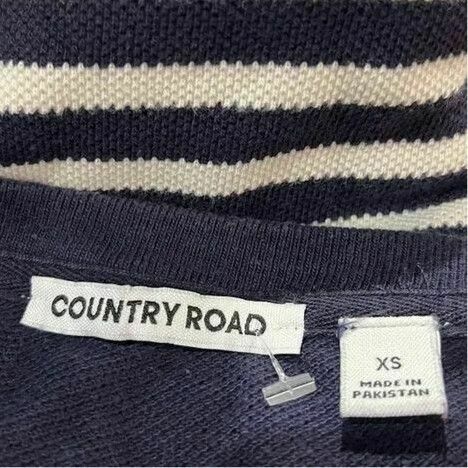 COUNTRY ROAD
XS
MADE IN
PAKISTAN